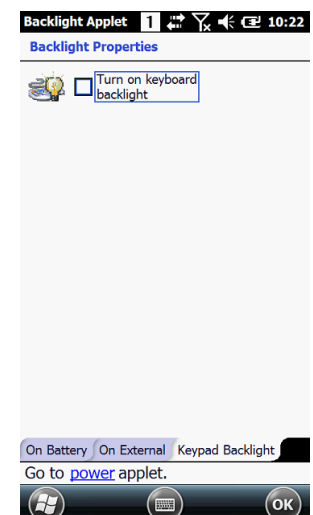 Backlight Applet 1 10:22
Backlight Properties
Turn on keyboard
backlight
On Battery On External Keypad Backlight
Go to power applet.
OK